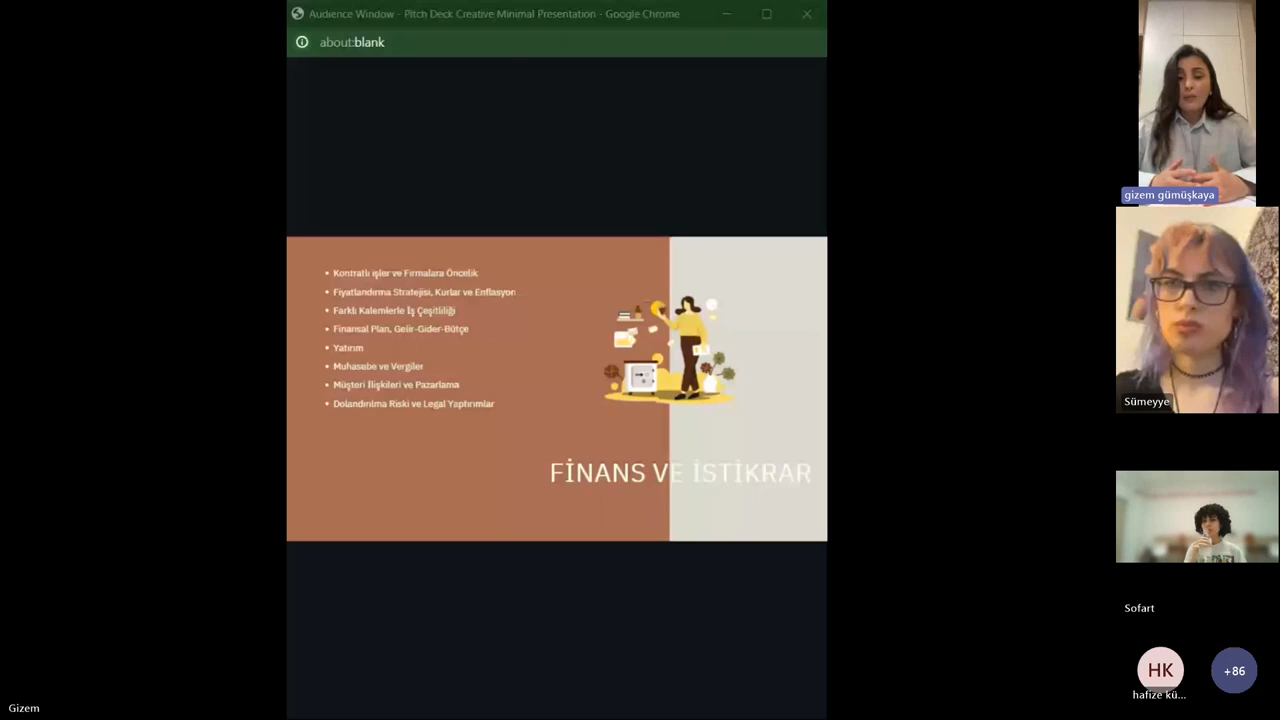 Audience Window - Pitch Deck Creative Minimal Presentation - Google Chrome
about:blank
• Kontratlı işler ve Firmalara Öncelik
• Fiyatlandırma Stratejisi, Kurlar ve Enflasyon
• Farklı Kalemlerle İş Çeşitliliği
• Finansal Plan, Gelir-Gider-Bütçe
• Yatırım
• Muhasebe ve Vergiler
• Müşteri İlişkileri ve Pazarlama
• Dolandırılma Riski ve Legal Yaptırımlar
FİNANS VE İSTİKRAR
gizem gümüşkaya
Sümeyye
Sofart
HK
hafize kü...
+86
Gizem